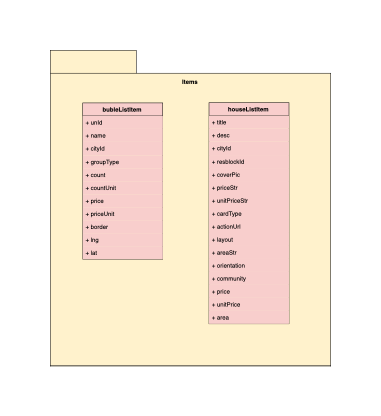 Items
bubleListItem
+ unId
+ name
+ cityId
+ groupType
+ count
+ countUnit
+ price
+ priceUnit
+ border
+ lng
+ lat
houseListItem
+ title
+ desc
+ cityId
+ resblockId
+ coverPic
+ priceStr
+ unitPriceStr
+ cardType
+ actionUrl
+ layout
+ areaStr
+ orientation
+ community
+ price
+ unitPrice
+ area